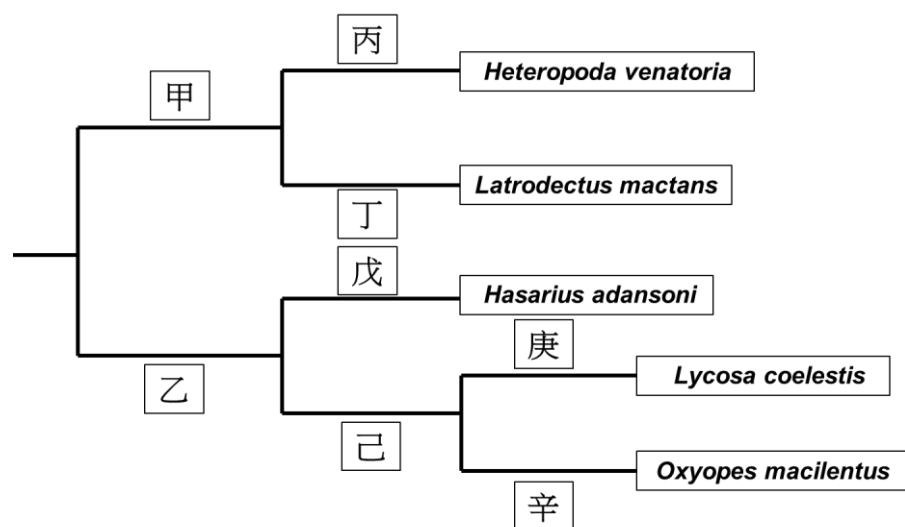 丙
Heteropoda venatoria
甲
Latrodectus mactans
丁
戊
Hasarius adansoni
庚
Lycosa coelestis
乙
己
Oxyopes macilentus
辛